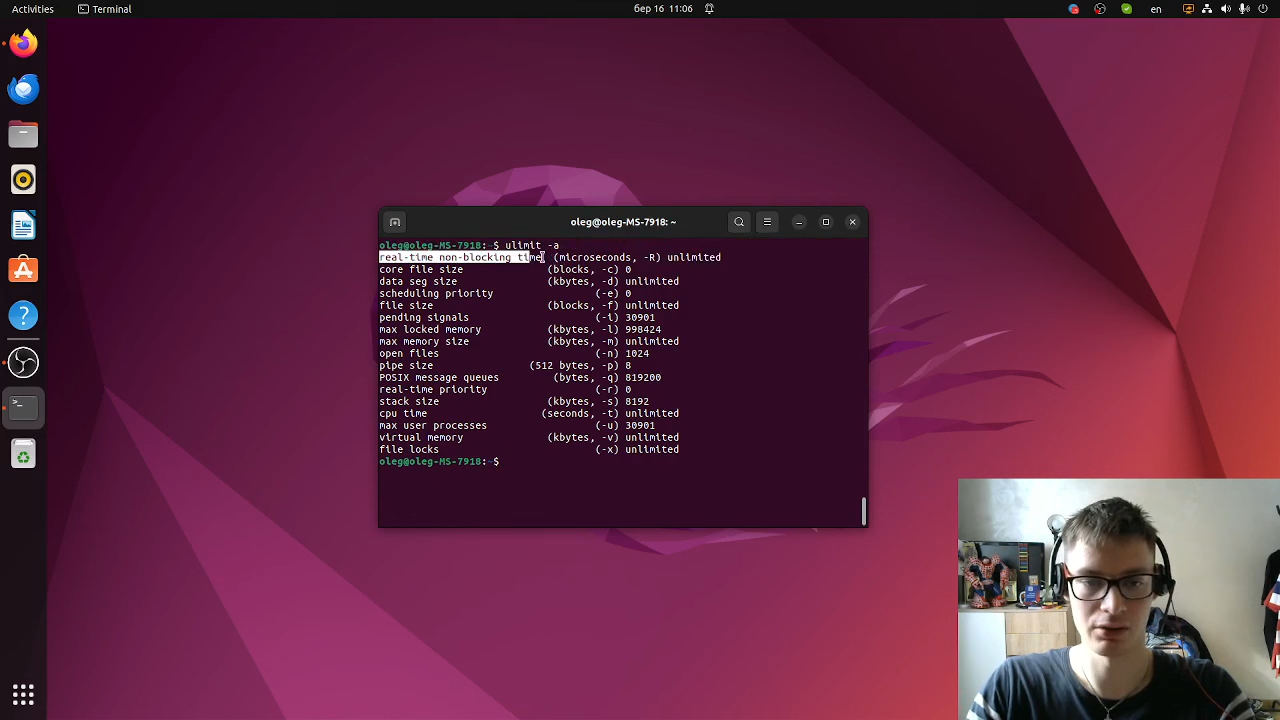 Activities
Terminal
бер 16 11:06
en
oleg@oleg-MS-7918: ~
oleg@oleg-MS-7918:~$ ulimit -a
real-time non-blocking time (microseconds, -R) unlimited
core file size (blocks, -c) 0
data seg size (kbytes, -d) unlimited
scheduling priority (-e) 0
file size (blocks, -f) unlimited
pending signals (-i) 30901
max locked memory (kbytes, -l) 998424
max memory size (kbytes, -m) unlimited
open files (-n) 1024
pipe size (512 bytes, -p) 8
POSIX message queues (bytes, -q) 819200
real-time priority (-r) 0
stack size (kbytes, -s) 8192
cpu time (seconds, -t) unlimited
max user processes (-u) 30901
virtual memory (kbytes, -v) unlimited
file locks (-x) unlimited
oleg@oleg-MS-7918:~$